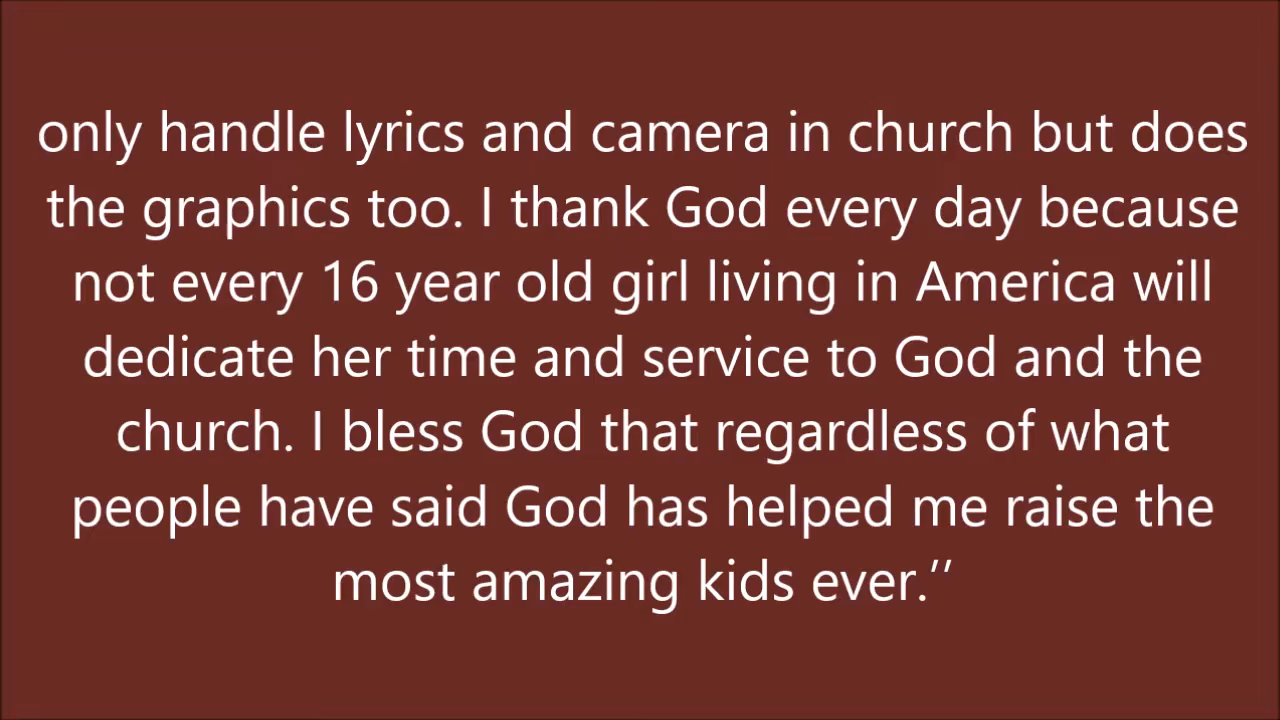 only handle lyrics and camera in church but does
the graphics too. I thank God every day because
not every 16 year old girl living in America will
dedicate her time and service to God and the
church. I bless God that regardless of what
people have said God has helped me raise the
most amazing kids ever.’’